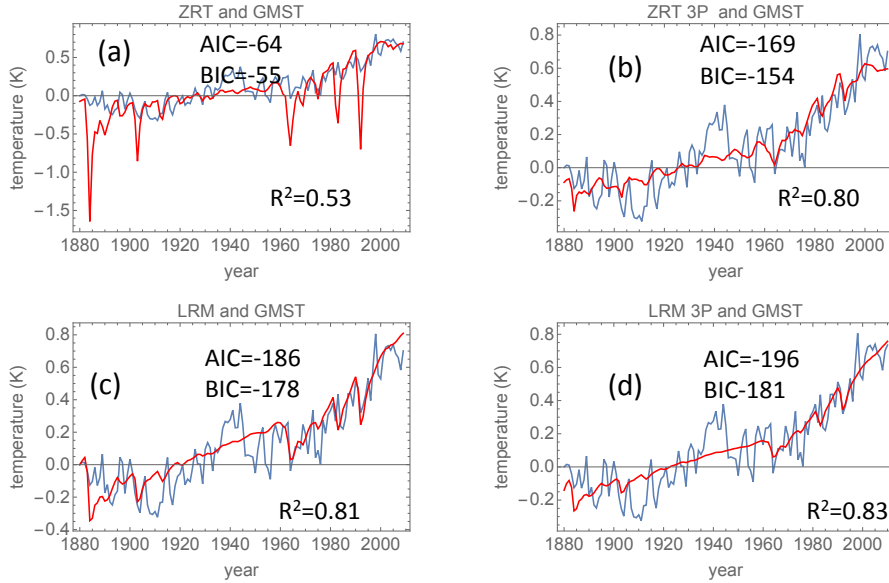 ZRT and GMST
(a)
AIC=-64
BIC=-55
R²=0.53
temperature (K)
0.5
0.0
−0.5
−1.0
−1.5
1880 1900 1920 1940 1960 1980 2000
year
ZRT 3P and GMST
(b)
AIC=-169
BIC=-154
R²=0.80
temperature (K)
0.8
0.6
0.4
0.2
0.0
−0.2
1880 1900 1920 1940 1960 1980 2000
year
LRM and GMST
(c)
AIC=-186
BIC=-178
R²=0.81
temperature (K)
0.8
0.6
0.4
0.2
0.0
−0.2
−0.4
1880 1900 1920 1940 1960 1980 2000
year
LRM 3P and GMST
(d)
AIC=-196
BIC-181
R²=0.83
temperature (K)
0.8
0.6
0.4
0.2
0.0
−0.2
1880 1900 1920 1940 1960 1980 2000
year